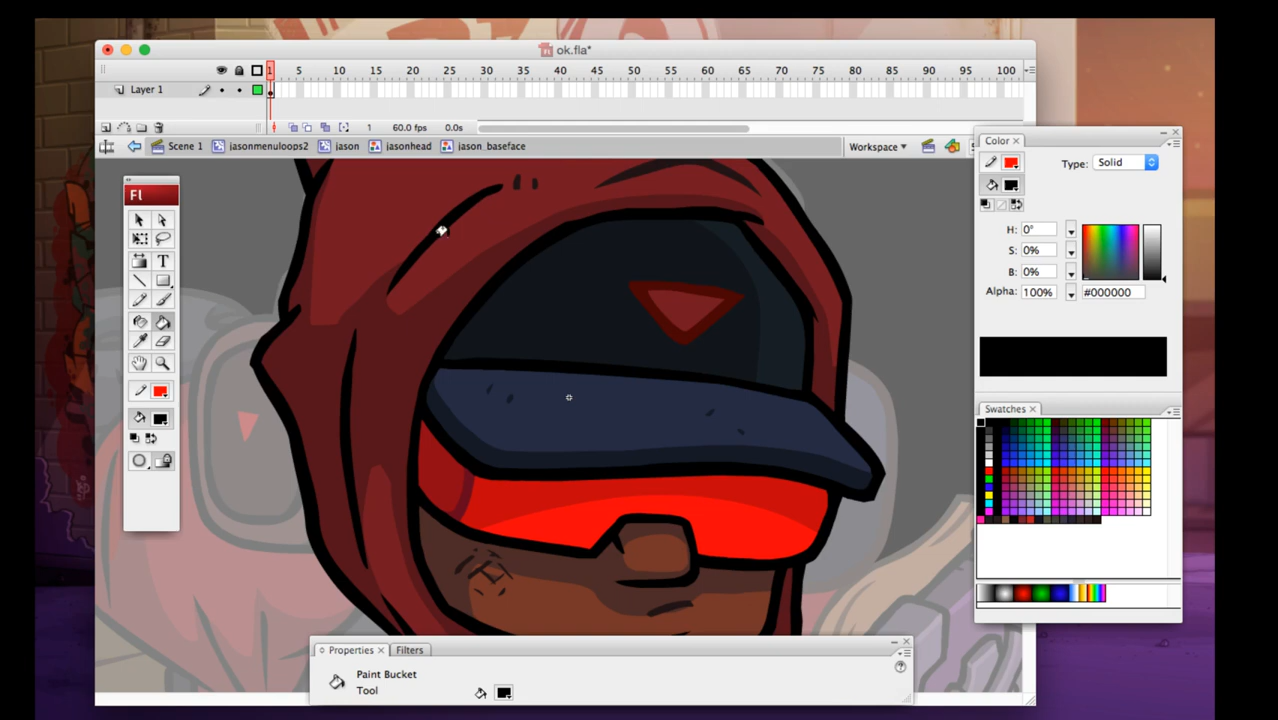 ok.fla*
1 5 10 15 20 25 30 35 40 45 50 55 60 65 70 75 80 85 90 95 100
Layer 1
1 60.0 fps 0.0s
Scene 1 jasonmenuloops2 jason jasonhead jason_baseface Workspace
Fl
T
Color
Type: Solid
H: 0°
S: 0%
B: 0%
Alpha: 100% #000000
Swatches
Properties Filters
Paint Bucket
Tool
?